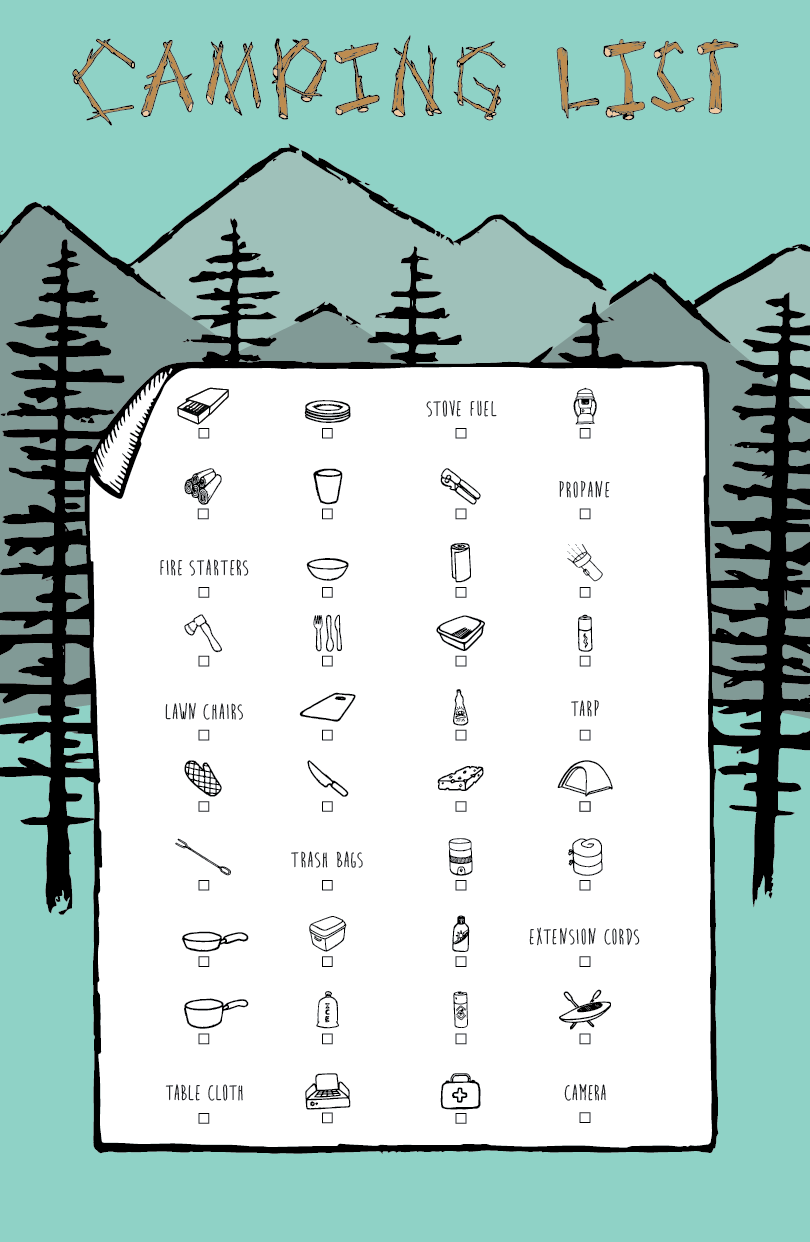 CAMPING LIST
STOVE FUEL
PROPANE
FIRE STARTERS
LAWN CHAIRS
TARP
TRASH BAGS
EXTENSION CORDS
ICE
TABLE CLOTH
CAMERA